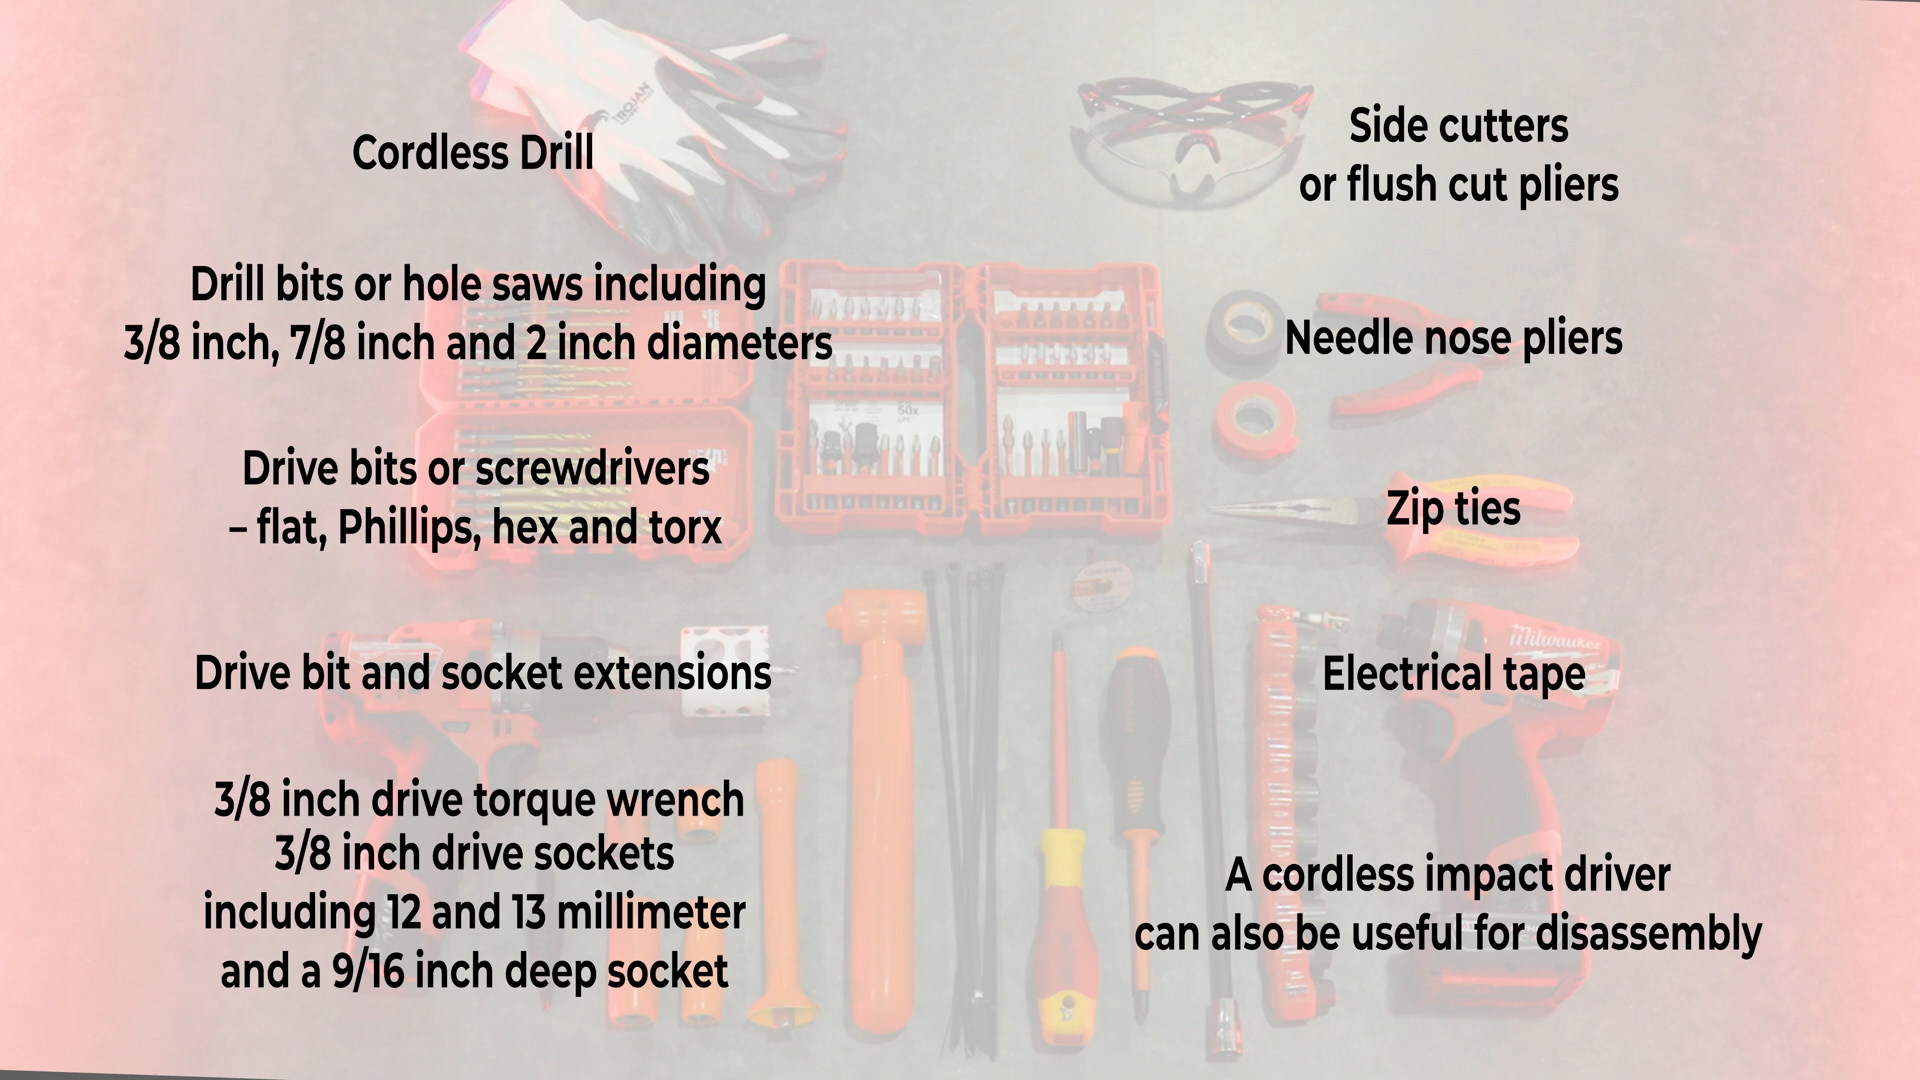 Cordless Drill
Drill bits or hole saws including
3/8 inch, 7/8 inch and 2 inch diameters
Drive bits or screwdrivers
– flat, Phillips, hex and torx
Drive bit and socket extensions
3/8 inch drive torque wrench
3/8 inch drive sockets
including 12 and 13 millimeter
and a 9/16 inch deep socket
Side cutters
or flush cut pliers
Needle nose pliers
Zip ties
Electrical tape
A cordless impact driver
can also be useful for disassembly
TROJAN
50x
Milwaukee